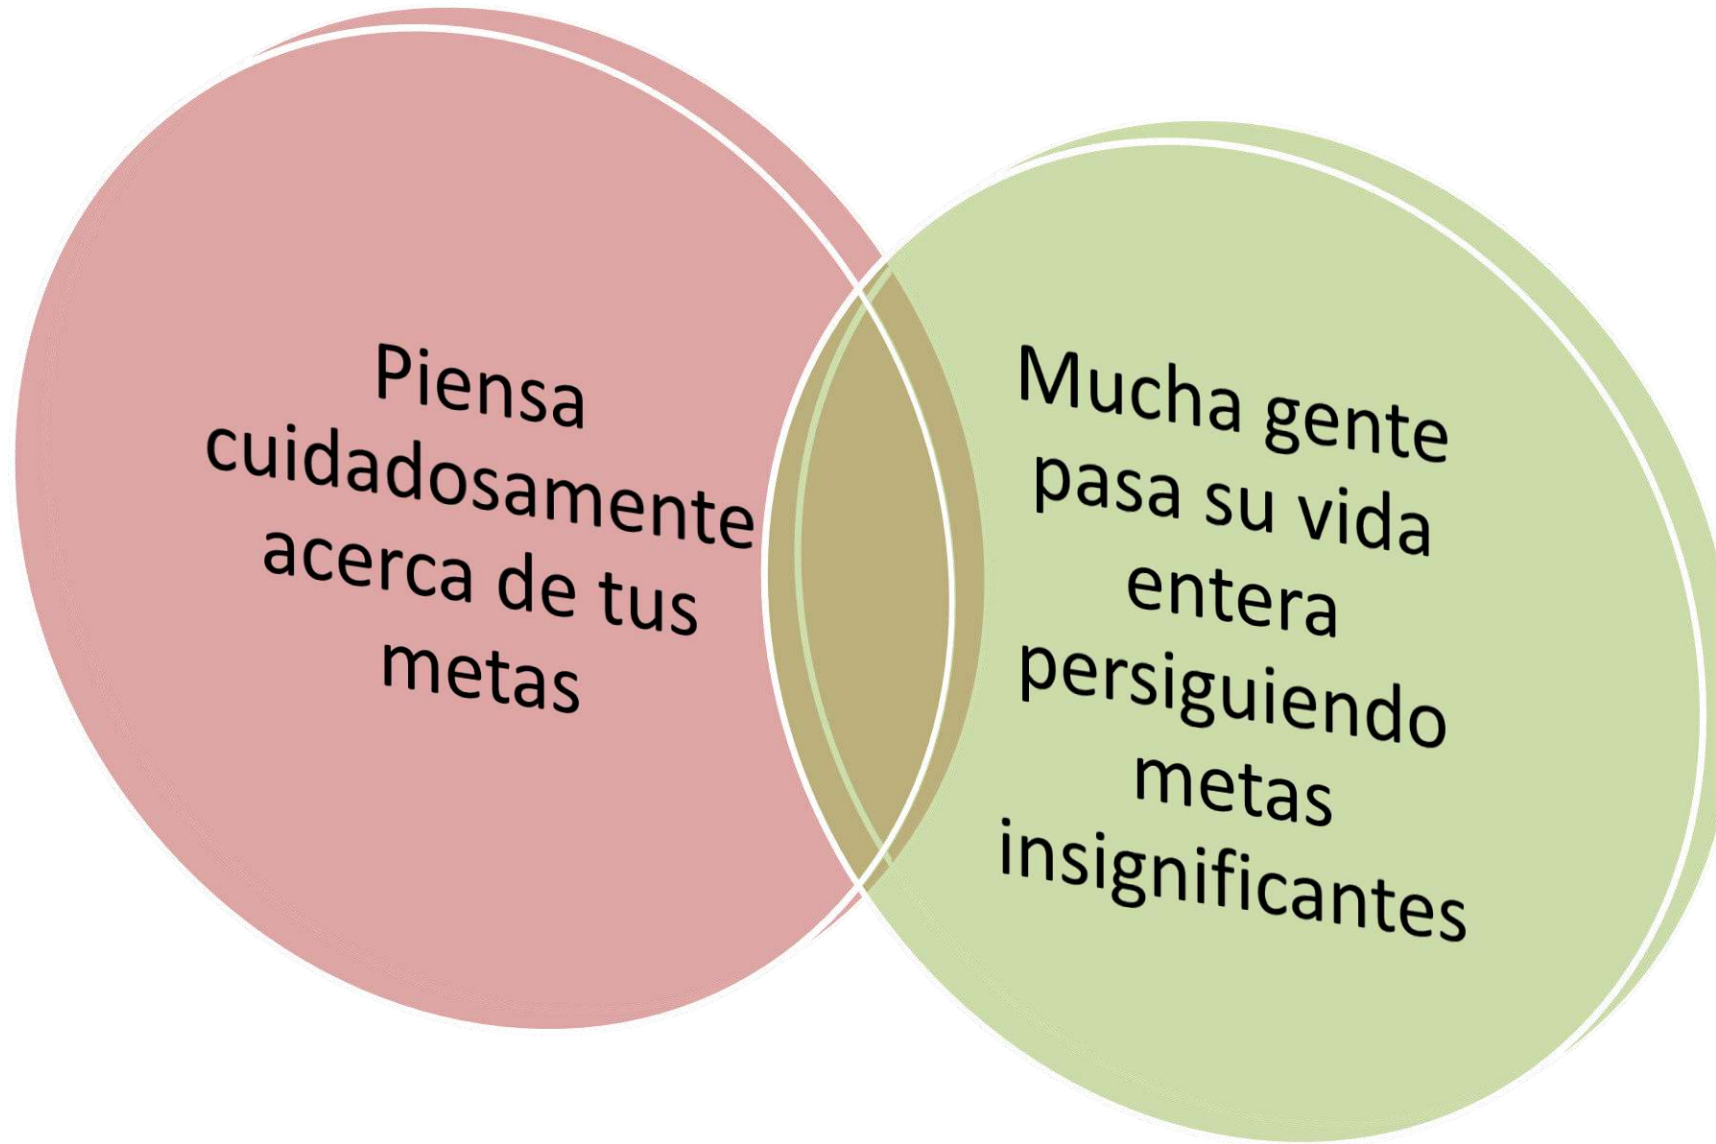 Piensa
cuidadosamente
acerca de tus
metas
Mucha gente
pasa su vida
entera
persiguiendo
metas
insignificantes